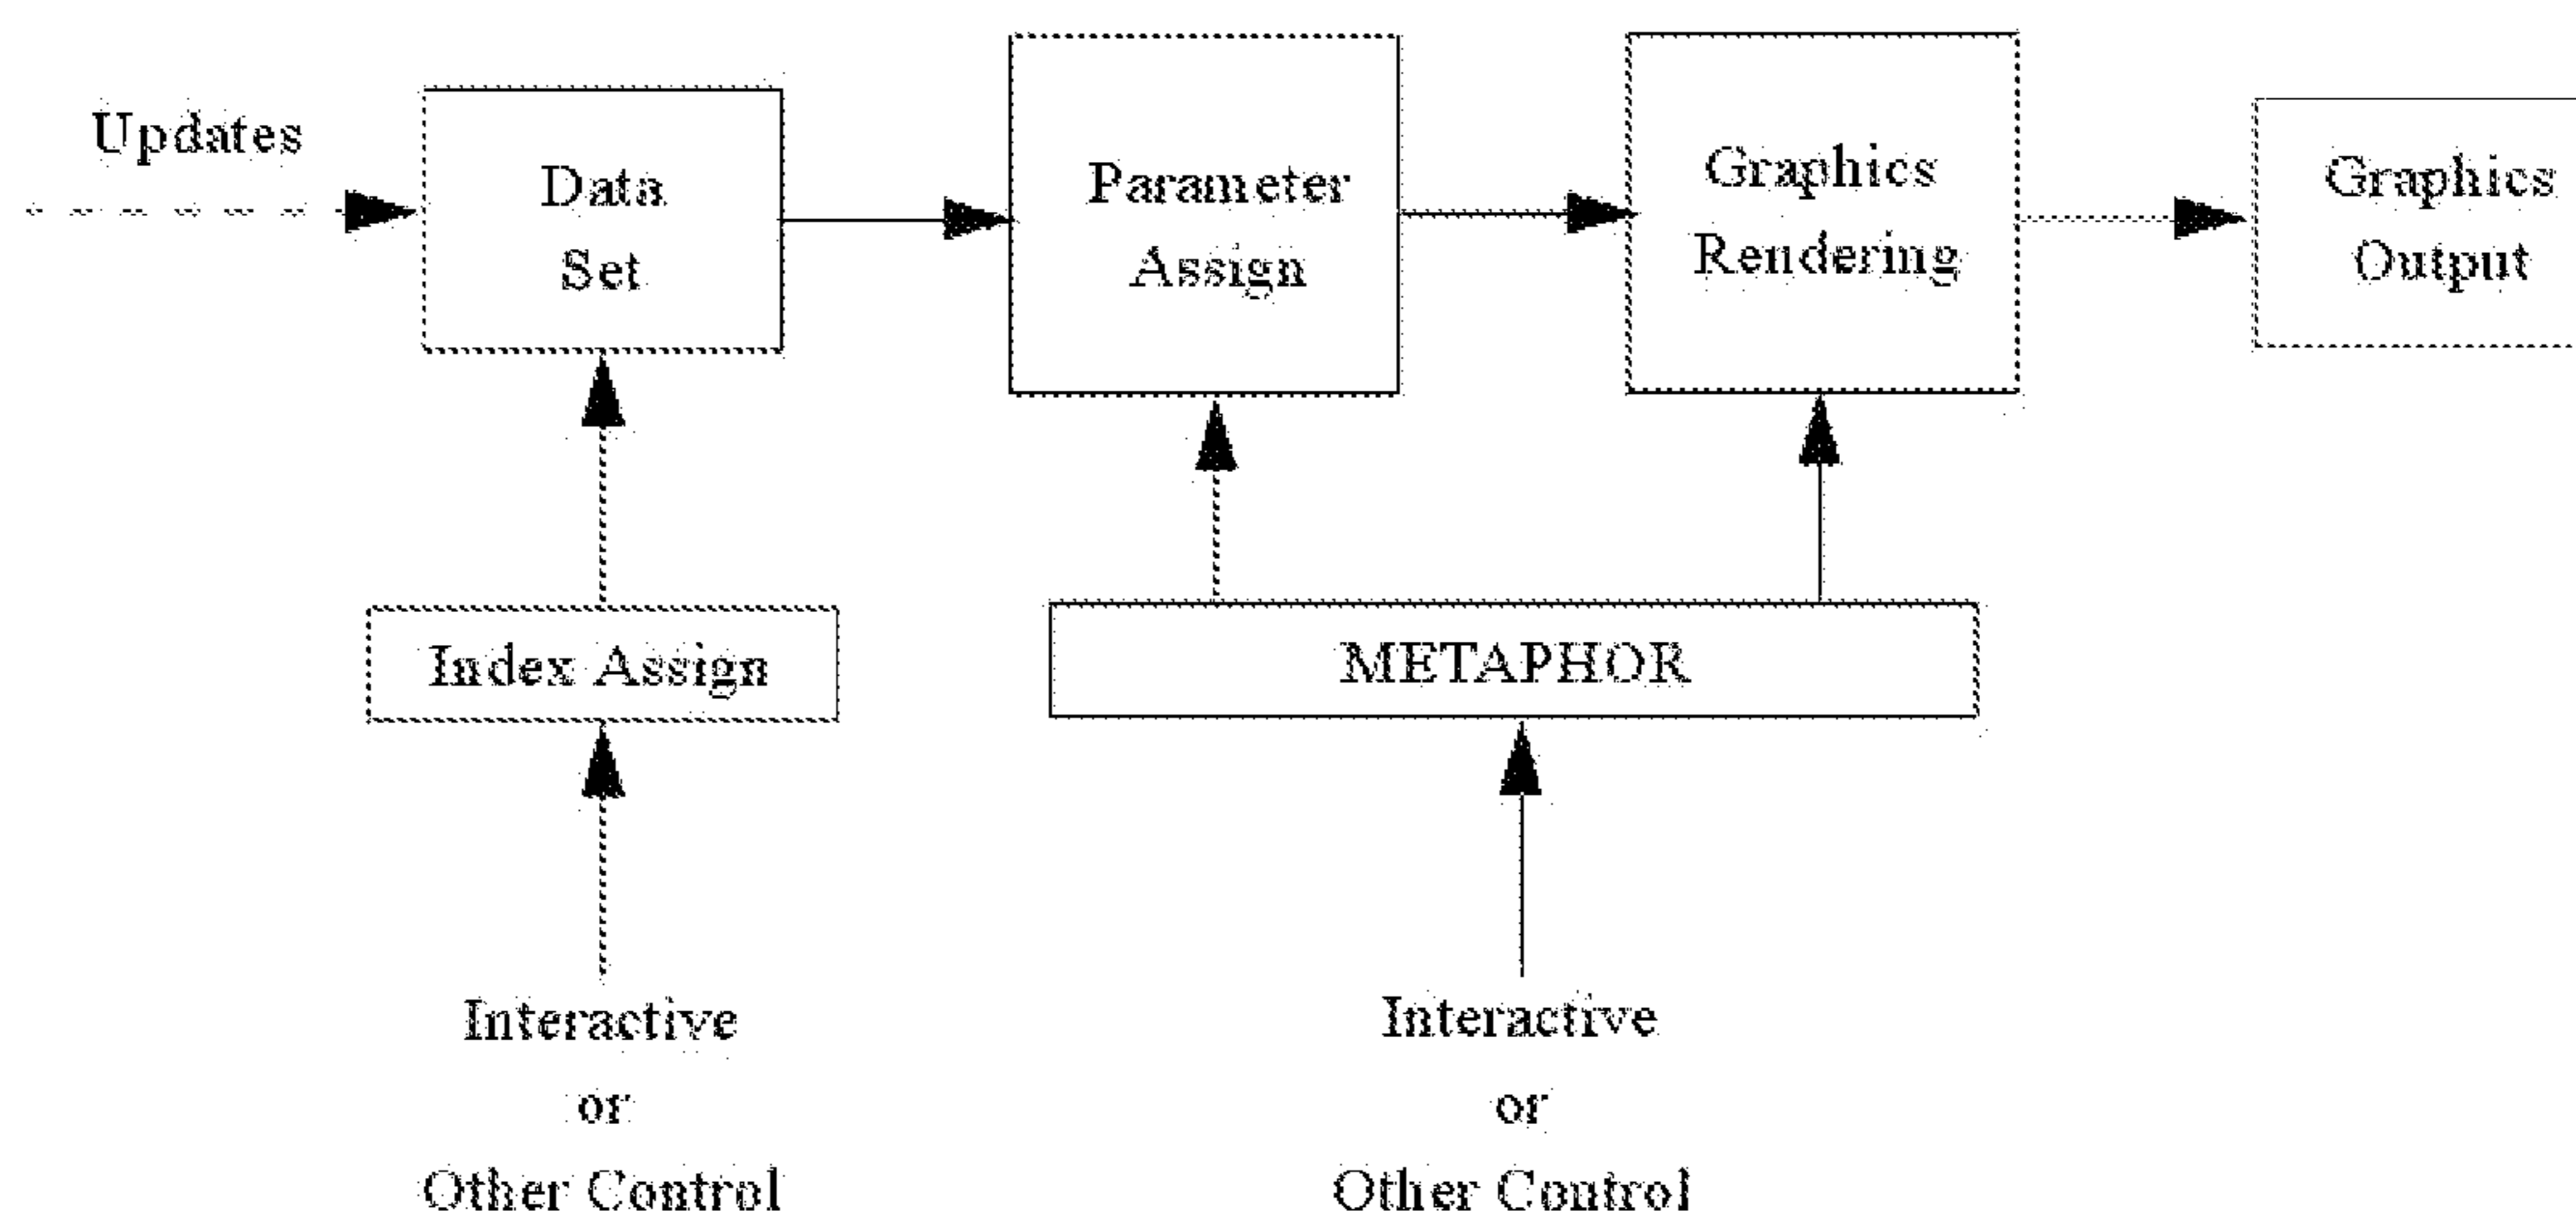 Updates
Data
Set
Parameter
Assign
Graphics
Rendering
Graphics
Output
Index Assign
METAPHOR
Interactive
or
Other Control
Interactive
or
Other Control